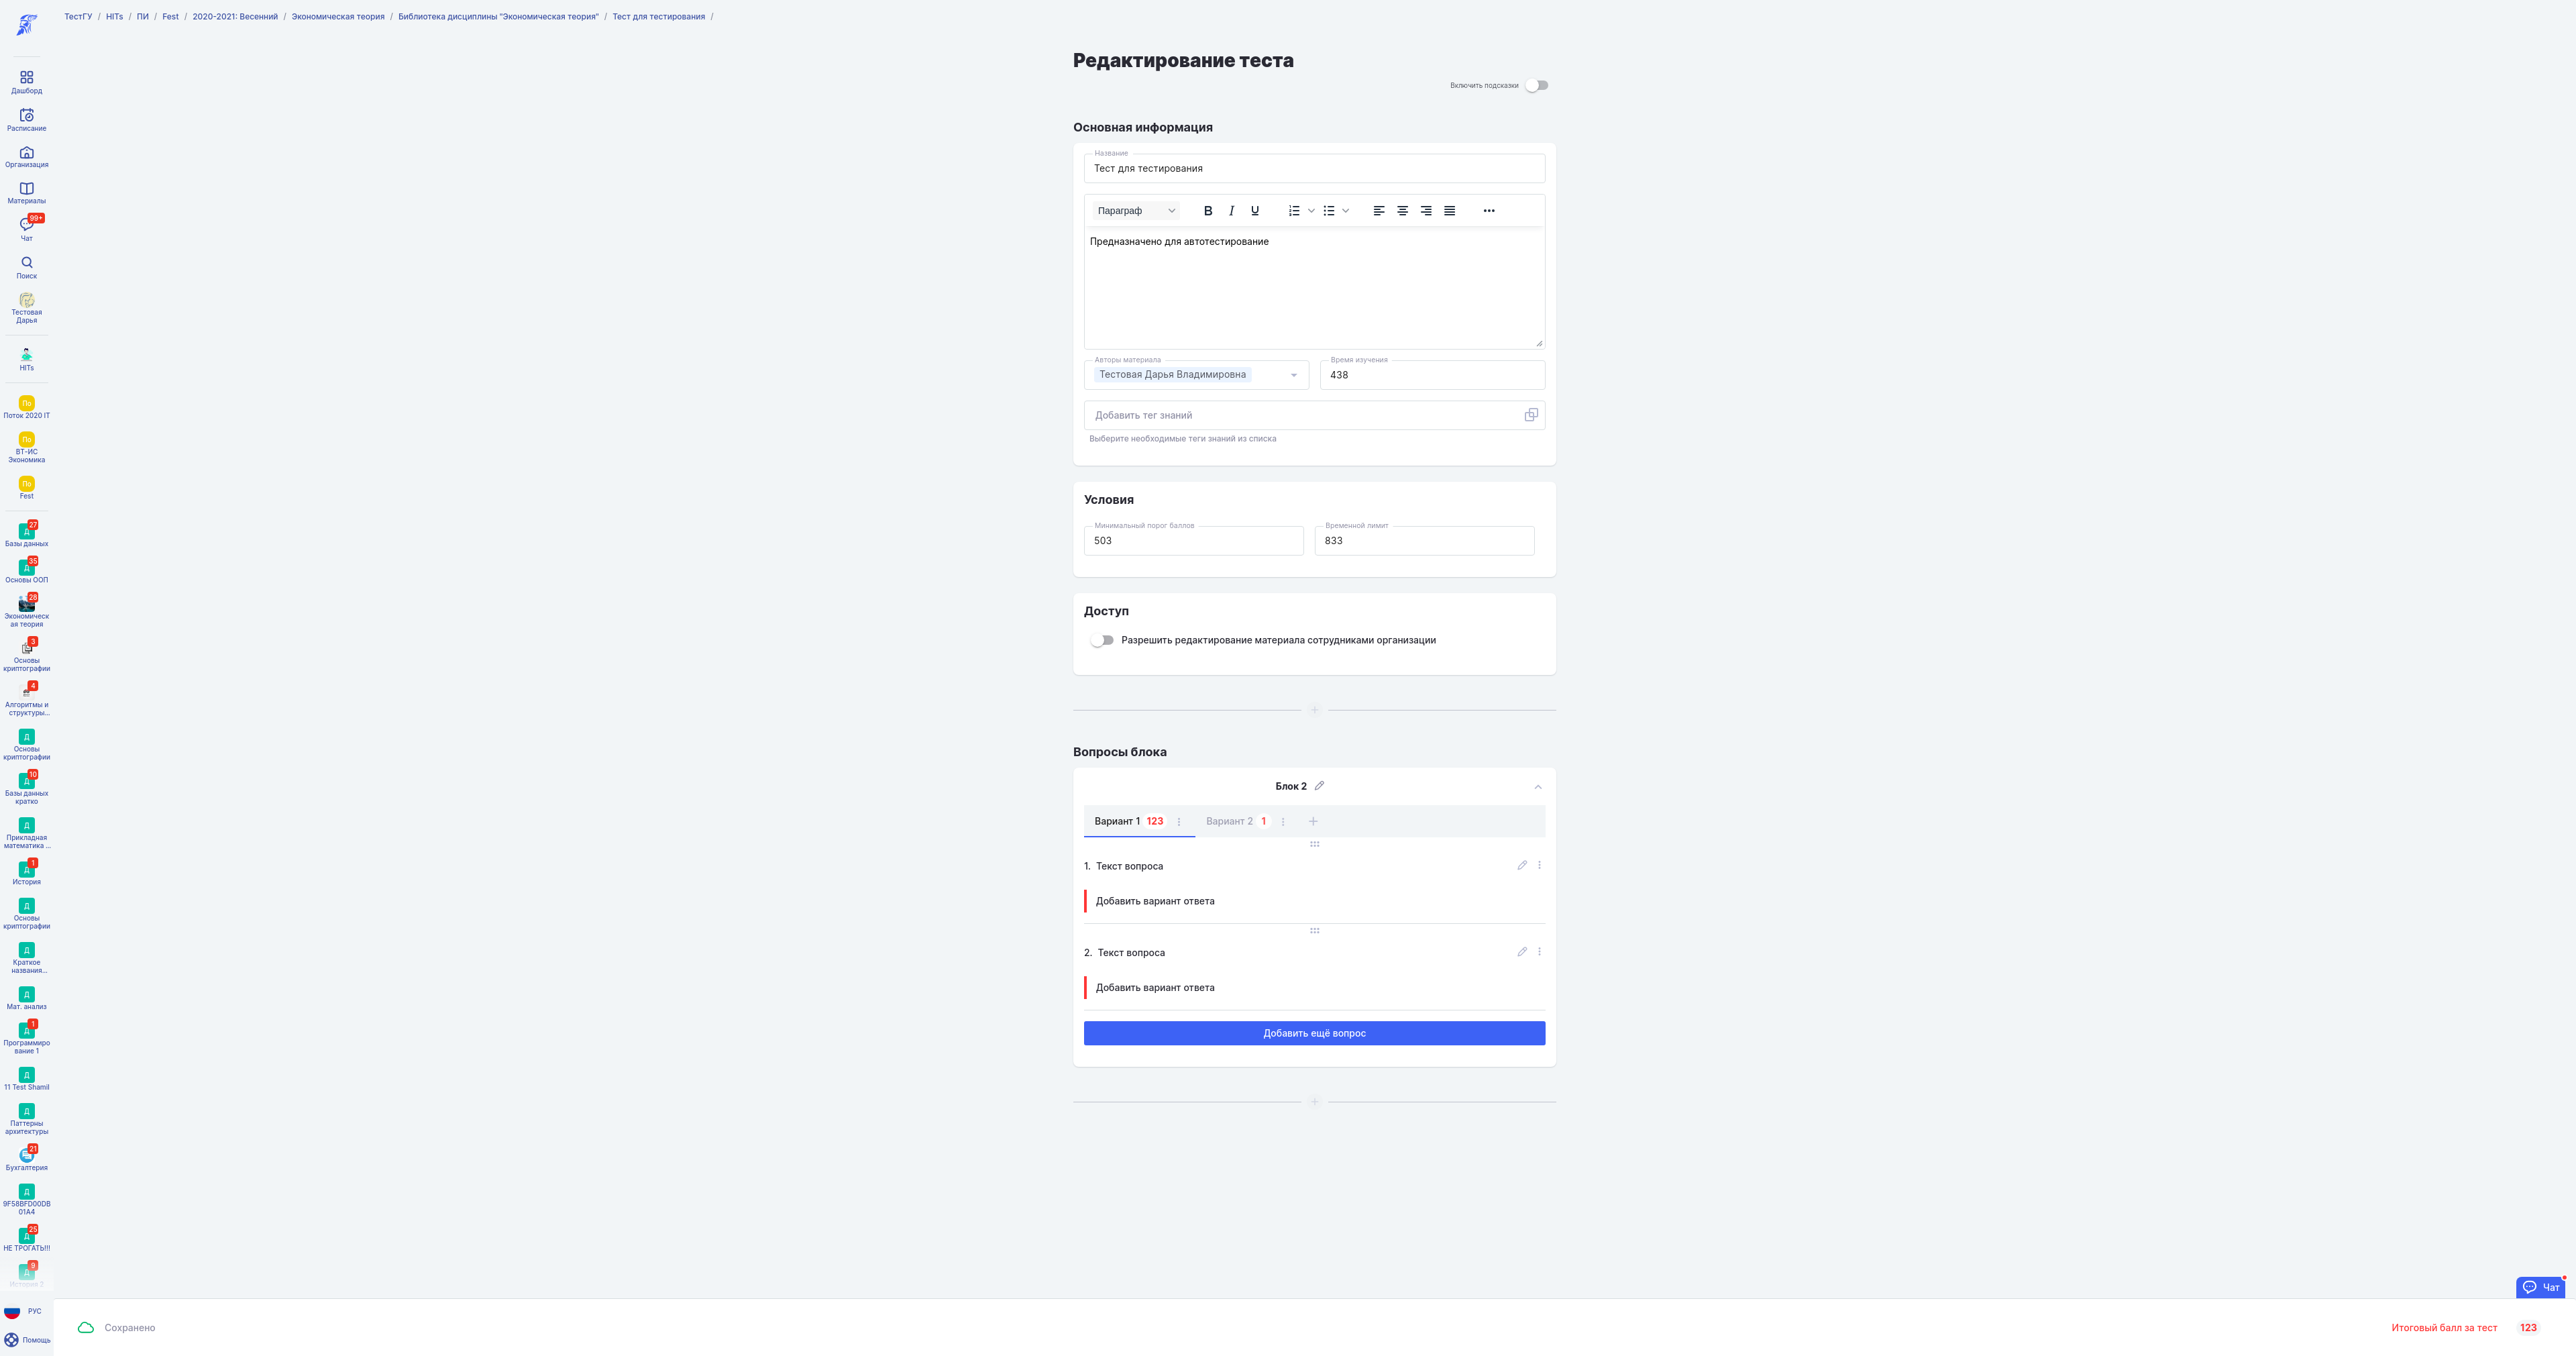 ТестГУ / HITs / ПИ / Fest / 2020-2021: Весенний / Экономическая теория / Библиотека дисциплины "Экономическая теория" / Тест для тестирования /
Дашборд
Расписание
Организация
Материалы
99+
Чат
Поиск
Тестовая
Дарья
HITs
По
Поток 2020 IT
По
ВТ-ИС
Экономика
По
Fest
27
Д
Базы данных
35
Д
Основы ООП
28
Экономическ
ая теория
3
Основы
криптографии
4
Алгоритмы и
структуры...
Д
Основы
криптографии
10
Д
Базы данных
кратко
Д
Прикладная
математика ...
1
Д
История
Д
Основы
криптографии
Д
Краткое
названия...
Д
Мат. анализ
1
Д
Программиро
вание 1
Д
11 Test Shamil
Д
Паттерны
архитектуры
21
Бухгалтерия
Д
9F58BFD00DB
01A4
25
Д
НЕ ТРОГАТЬ!!!
9
Д
История 2
РУС
Помощь
Редактирование теста
Включить подсказки
Основная информация
Название
Тест для тестирования
Параграф B I U
Предназначено для автотестирование
Авторы материала
Тестовая Дарья Владимировна
Время изучения
438
Добавить тег знаний
Выберите необходимые теги знаний из списка
Условия
Минимальный порог баллов
503
Временной лимит
833
Доступ
Разрешить редактирование материала сотрудниками организации
Вопросы блока
Блок 2
Вариант 1 123 Вариант 2 1
1. Текст вопроса
Добавить вариант ответа
2. Текст вопроса
Добавить вариант ответа
Добавить ещё вопрос
Чат
Сохранено
Итоговый балл за тест 123